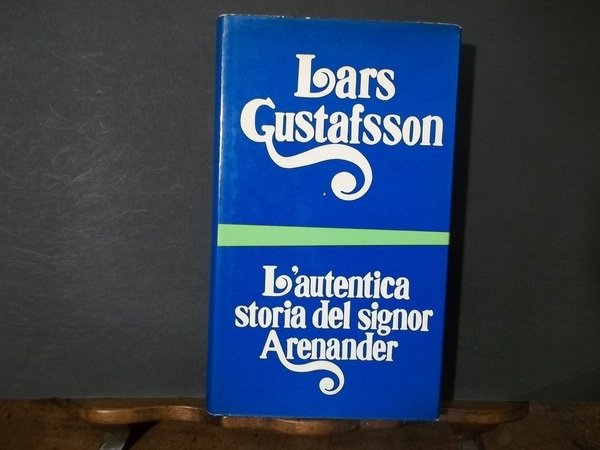 Lars
Gustafsson
L'autentica
storia del signor
Arenander